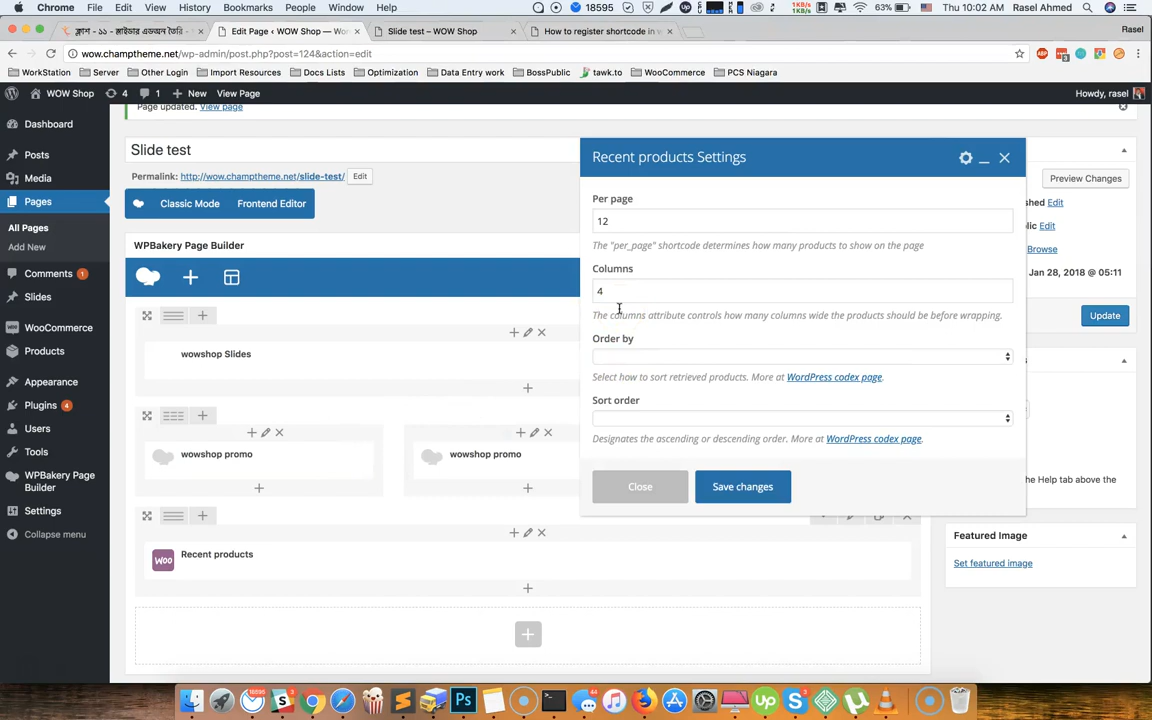 Chrome File Edit View History Bookmarks People Window Help
18595 63% Thu 10:02 AM Rasel Ahmed
ক্লাশ - ১১ - স্লাইডার এডঅন তৈরি Edit Page ‹ WOW Shop — Wo Slide test – WOW Shop How to register shortcode in w Rasel
wow.champtheme.net/wp-admin/post.php?post=124&action=edit
WorkStation Server Other Login Import Resources Docs Lists Optimization Data Entry work BossPublic tawk.to WooCommerce PCS Niagara
WOW Shop 4 1 + New View Page Howdy, rasel
Page updated. View page
Dashboard
Posts
Media
Pages
All Pages
Add New
Comments 1
Slides
WooCommerce
Products
Appearance
Plugins 4
Users
Tools
WPBakery Page
Builder
Settings
Collapse menu
Slide test
Permalink: http://wow.champtheme.net/slide-test/ Edit
Classic Mode Frontend Editor
WPBakery Page Builder
wowshop Slides
wowshop promo wowshop promo
Woo Recent products
Recent products Settings
Per page
12
The "per_page" shortcode determines how many products to show on the page
Columns
4
The columns attribute controls how many columns wide the products should be before wrapping.
Order by
Select how to sort retrieved products. More at WordPress codex page.
Sort order
Designates the ascending or descending order. More at WordPress codex page.
Close Save changes
Preview Changes
shed Edit
lic Edit
Browse
Jan 28, 2018 @ 05:11
Update
s
the Help tab above the
Featured Image
Set featured image